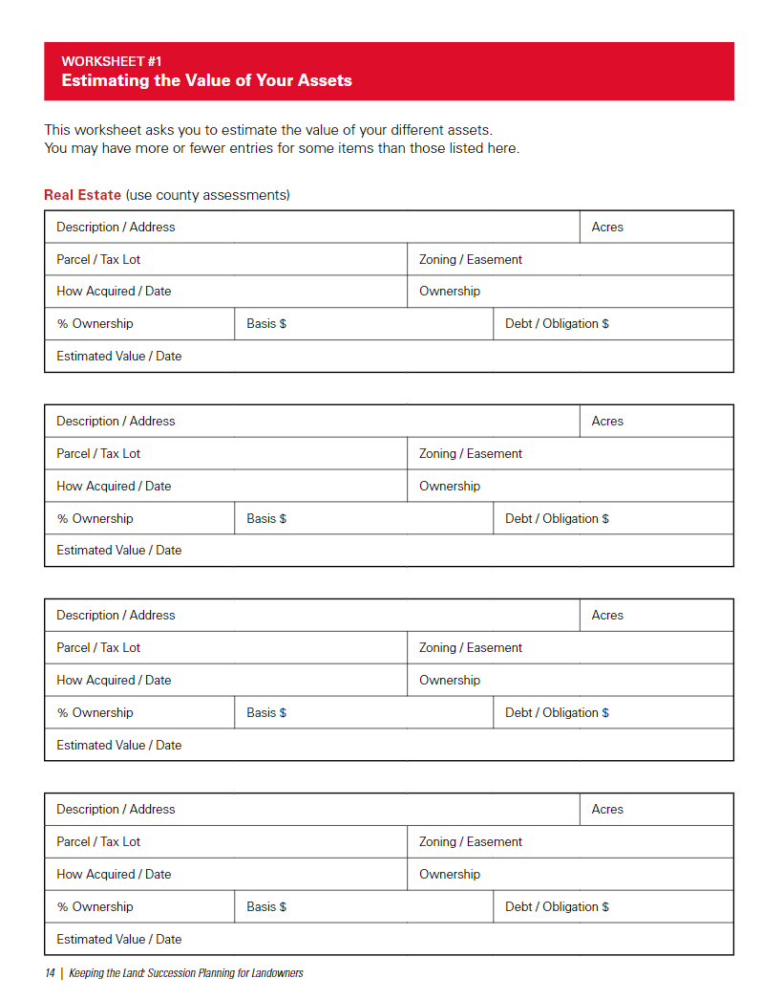 WORKSHEET #1
Estimating the Value of Your Assets
This worksheet asks you to estimate the value of your different assets.
You may have more or fewer entries for some items than those listed here.
Real Estate (use county assessments)
Description / Address Acres
Parcel / Tax Lot Zoning / Easement
How Acquired / Date Ownership
% Ownership Basis $ Debt / Obligation $
Estimated Value / Date
Description / Address Acres
Parcel / Tax Lot Zoning / Easement
How Acquired / Date Ownership
% Ownership Basis $ Debt / Obligation $
Estimated Value / Date
Description / Address Acres
Parcel / Tax Lot Zoning / Easement
How Acquired / Date Ownership
% Ownership Basis $ Debt / Obligation $
Estimated Value / Date
Description / Address Acres
Parcel / Tax Lot Zoning / Easement
How Acquired / Date Ownership
% Ownership Basis $ Debt / Obligation $
Estimated Value / Date
14 | Keeping the Land: Succession Planning for Landowners